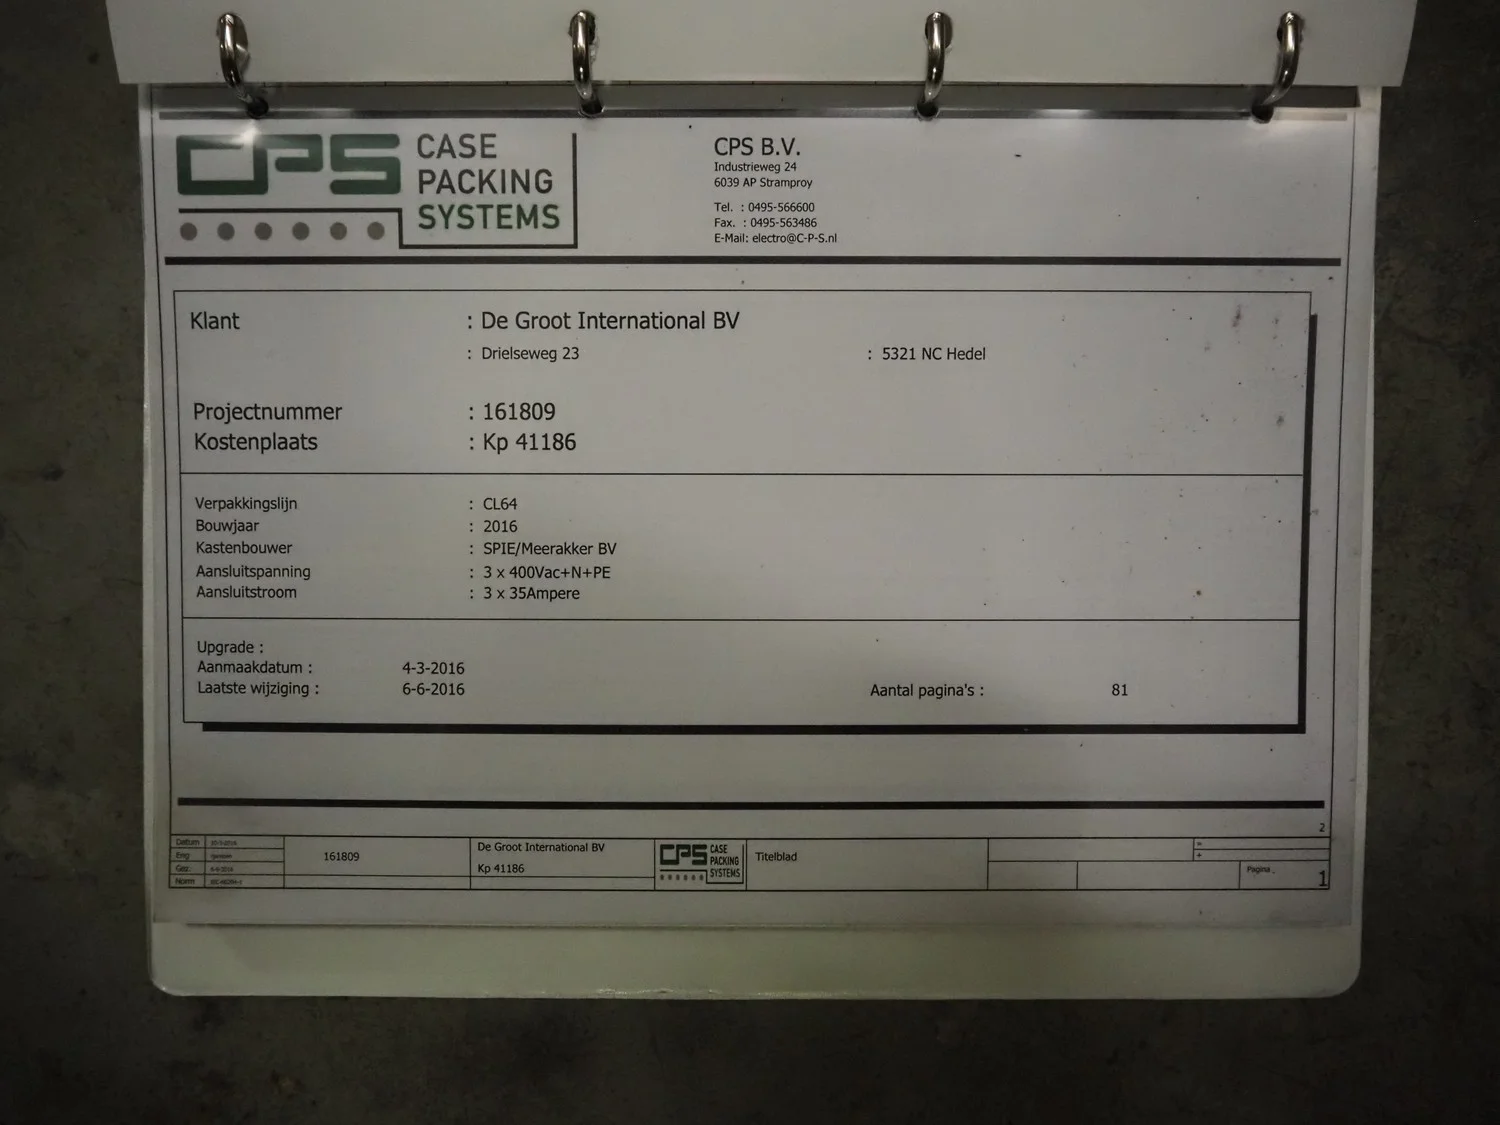 CPS CASE
PACKING
SYSTEMS
CPS B.V.
Industrieweg 24
6039 AP Stramproy
Tel. : 0495-566600
Fax. : 0495-563486
E-Mail: electro@C-P-S.nl
Klant : De Groot International BV
: Drielseweg 23 : 5321 NC Hedel
Projectnummer : 161809
Kostenplaats : Kp 41186
Verpakkingslijn : CL64
Bouwjaar : 2016
Kastenbouwer : SPIE/Meerakker BV
Aansluitspanning : 3 x 400Vac+N+PE
Aansluitstroom : 3 x 35Ampere
Upgrade :
Aanmaakdatum : 4-3-2016
Laatste wijziging : 6-6-2016 Aantal pagina's : 81
2
Datum
Eng
Gez.
Norm
161809
De Groot International BV
Kp 41186
CPS CASE
PACKING
SYSTEMS
Titelblad
=
+
Pagina 1